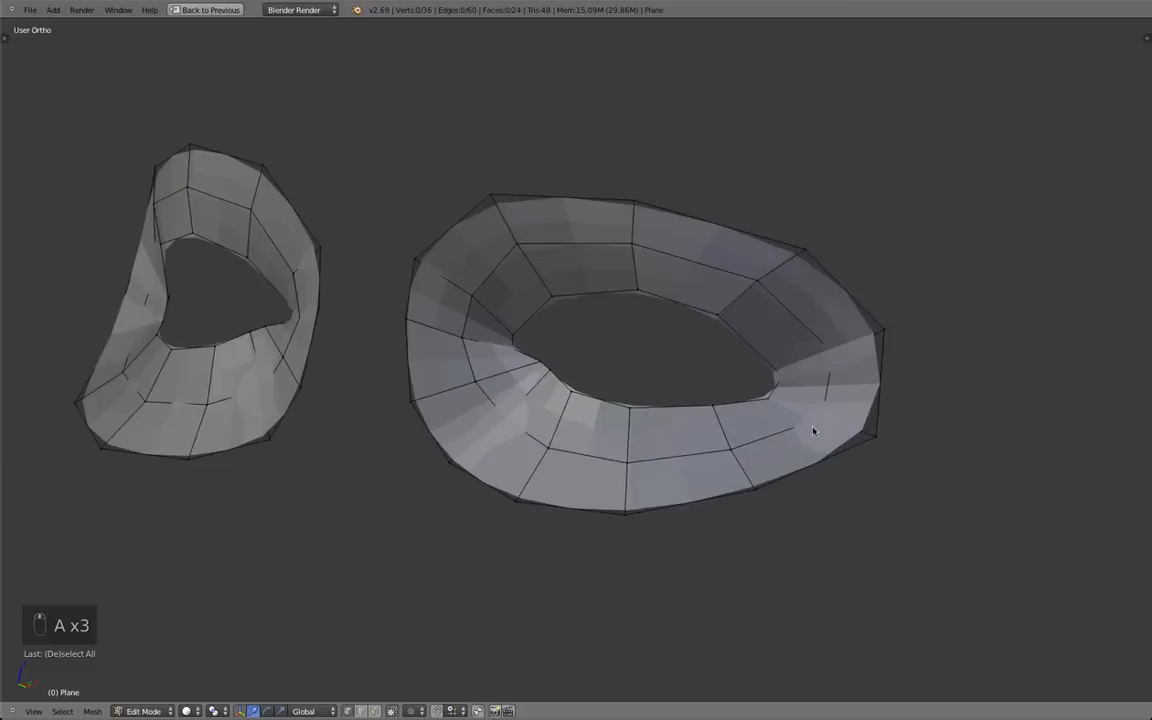 File Add Render Window Help Back to Previous Blender Render v2.69 | Verts:0/36 | Edges:0/60 | Faces:0/24 | Tris:48 | Mem:15.09M (29.86M) | Plane
User Ortho
A x3
Last: (De)select All
(0) Plane
View Select Mesh Edit Mode Global